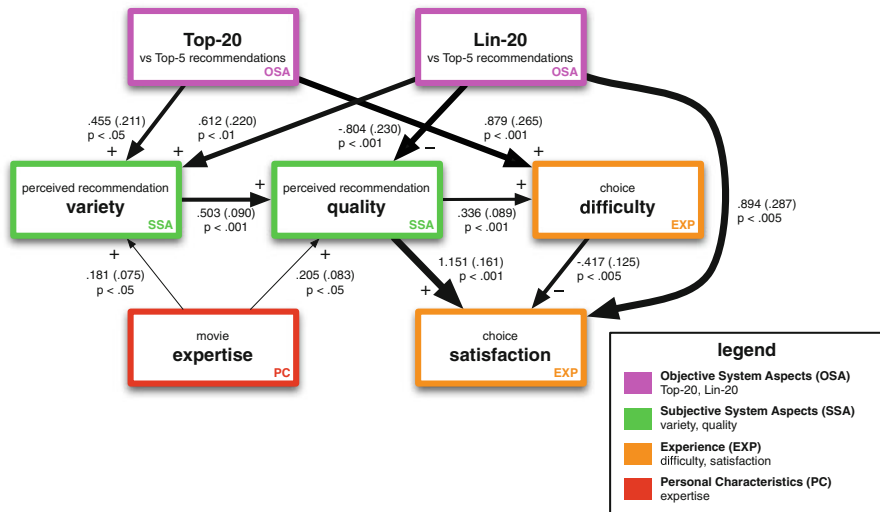 Top-20
vs Top-5 recommendations
OSA
Lin-20
vs Top-5 recommendations
OSA
.455 (.211)
p < .05
+
.612 (.220)
p < .01
+
-.804 (.230)
p < .001
–
.879 (.265)
p < .001
+
.894 (.287)
p < .005
perceived recommendation
variety
SSA
.503 (.090)
p < .001
+
perceived recommendation
quality
SSA
.336 (.089)
p < .001
+
choice
difficulty
EXP
+
.181 (.075)
p < .05
+
.205 (.083)
p < .05
1.151 (.161)
p < .001
+
-.417 (.125)
p < .005
–
movie
expertise
PC
choice
satisfaction
EXP
legend
Objective System Aspects (OSA)
Top-20, Lin-20
Subjective System Aspects (SSA)
variety, quality
Experience (EXP)
difficulty, satisfaction
Personal Characteristics (PC)
expertise